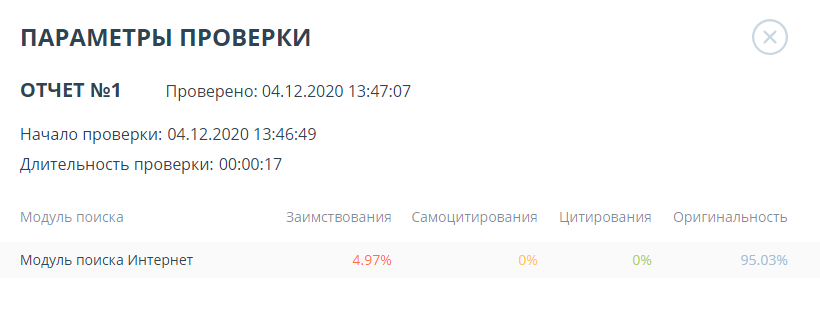 ПАРАМЕТРЫ ПРОВЕРКИ
ОТЧЕТ №1 Проверено: 04.12.2020 13:47:07
Начало проверки: 04.12.2020 13:46:49
Длительность проверки: 00:00:17
Модуль поиска Заимствования Самоцитирования Цитирования Оригинальность
Модуль поиска Интернет 4.97% 0% 0% 95.03%